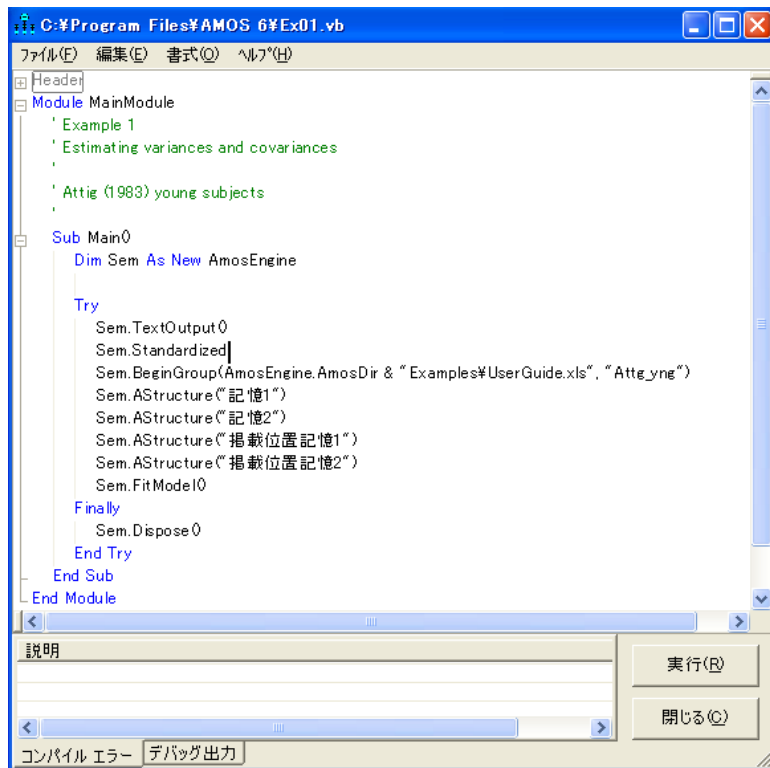 C:¥Program Files¥AMOS 6¥Ex01.vb
ファイル(F) 編集(E) 書式(O) ヘルプ(H)
Header
Module MainModule
' Example 1
' Estimating variances and covariances
'
' Attig (1983) young subjects
'
Sub Main()
Dim Sem As New AmosEngine
Try
Sem.TextOutput()
Sem.Standardized
Sem.BeginGroup(AmosEngine.AmosDir & "Examples¥UserGuide.xls", "Attg_yng")
Sem.AStructure("記憶1")
Sem.AStructure("記憶2")
Sem.AStructure("掲載位置記憶1")
Sem.AStructure("掲載位置記憶2")
Sem.FitModel()
Finally
Sem.Dispose()
End Try
End Sub
End Module
説明
実行(R)
閉じる(C)
コンパイル エラー デバッグ出力